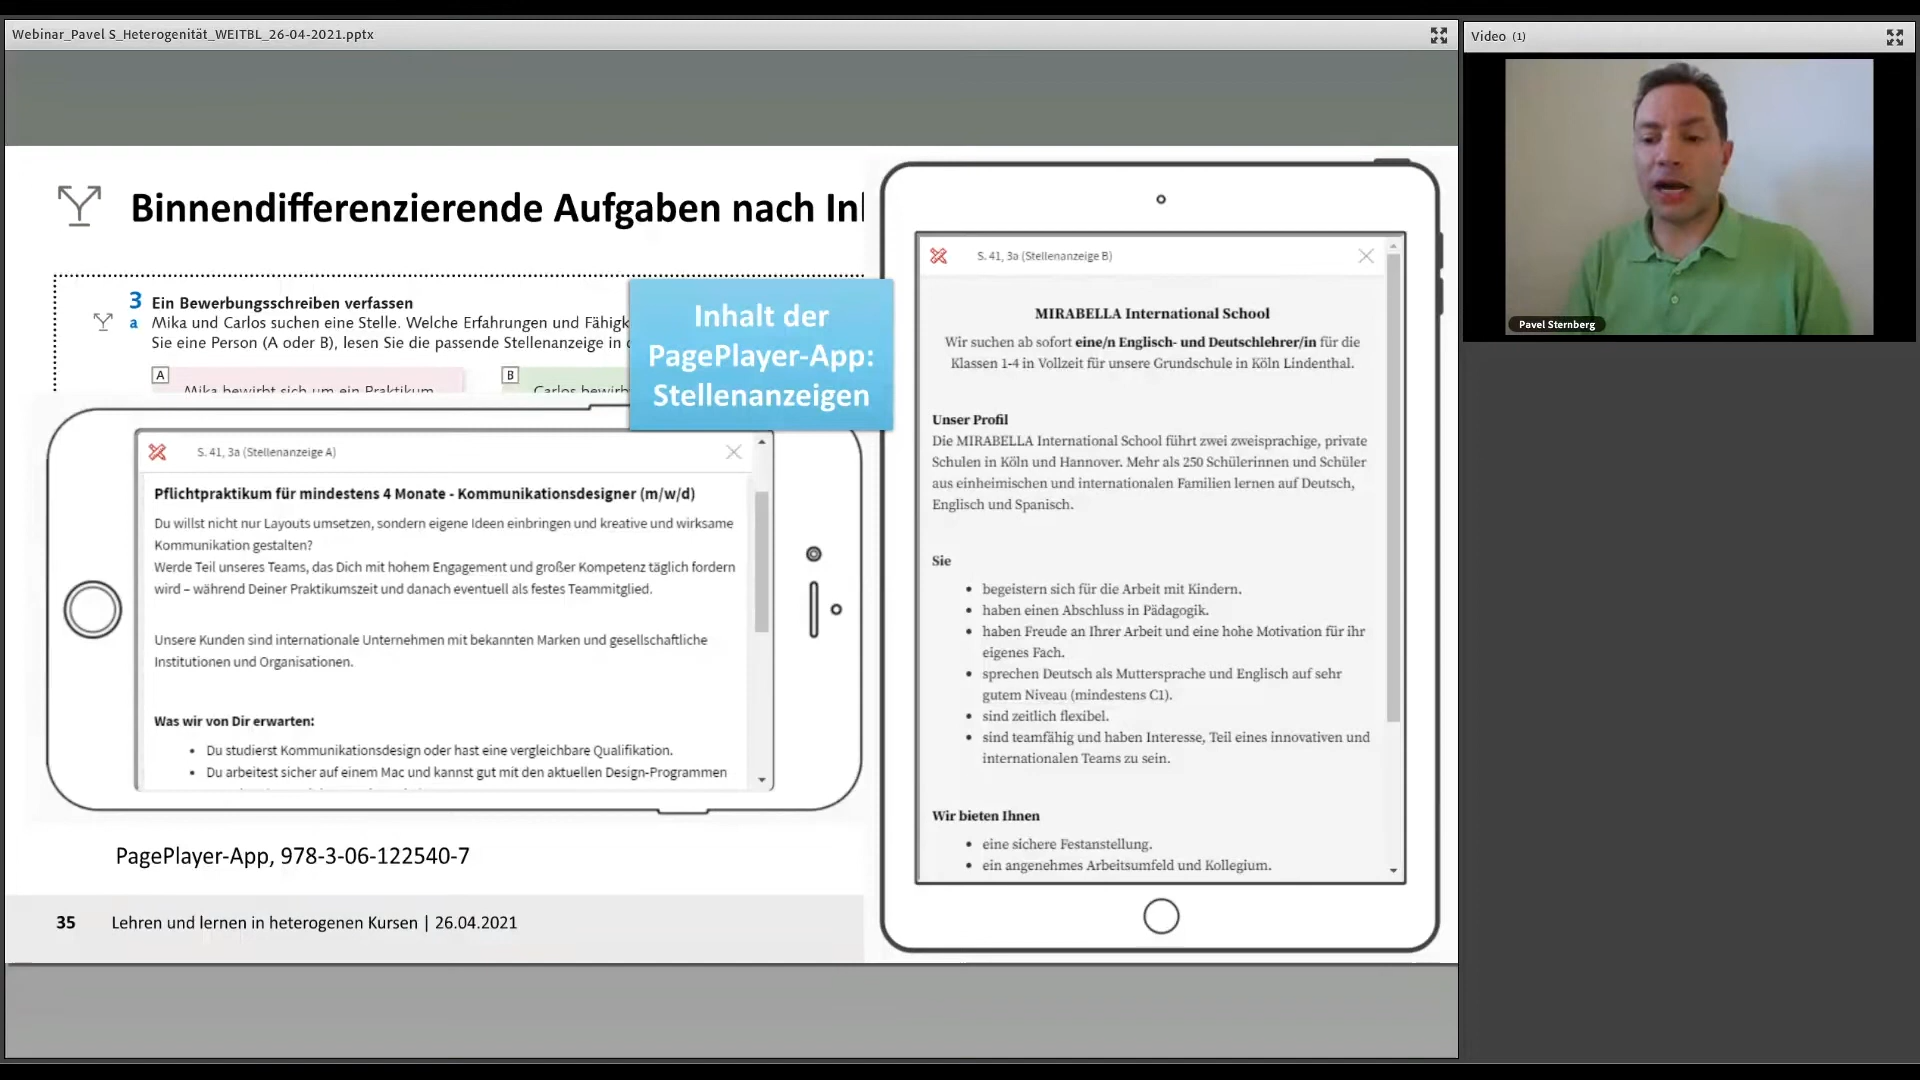 Webinar_Pavel S_Heterogenität_WEITBL_26-04-2021.pptx
Video (1)
Pavel Sternberg
Binnendifferenzierende Aufgaben nach
3 Ein Bewerbungsschreiben verfassen
a Mika und Carlos suchen eine Stelle. Welche Erfahrungen und
Sie eine Person (A oder B), lesen Sie die passende Stellenanzeige in
A Mika bewirbt sich um ein Praktikum
B Carlos
Inhalt der
PagePlayer-App:
Stellenanzeigen
S. 41, 3a (Stellenanzeige A)
Pflichtpraktikum für mindestens 4 Monate - Kommunikationsdesigner (m/w/d)
Du willst nicht nur Layouts umsetzen, sondern eigene Ideen einbringen und kreative und wirksame
Kommunikation gestalten?
Werde Teil unseres Teams, das Dich mit hohem Engagement und großer Kompetenz täglich fordern
wird – während Deiner Praktikumszeit und danach eventuell als festes Teammitglied.
Unsere Kunden sind internationale Unternehmen mit bekannten Marken und gesellschaftliche
Institutionen und Organisationen.
Was wir von Dir erwarten:
• Du studierst Kommunikationsdesign oder hast eine vergleichbare Qualifikation.
• Du arbeitest sicher auf einem Mac und kannst gut mit den aktuellen Design-Programmen
S. 41, 3a (Stellenanzeige B)
MIRABELLA International School
Wir suchen ab sofort eine/n Englisch- und Deutschlehrer/in für die
Klassen 1-4 in Vollzeit für unsere Grundschule in Köln Lindenthal.
Unser Profil
Die MIRABELLA International School führt zwei zweisprachige, private
Schulen in Köln und Hannover. Mehr als 250 Schülerinnen und Schüler
aus einheimischen und internationalen Familien lernen auf Deutsch,
Englisch und Spanisch.
Sie
• begeistern sich für die Arbeit mit Kindern.
• haben einen Abschluss in Pädagogik.
• haben Freude an Ihrer Arbeit und eine hohe Motivation für ihr
eigenes Fach.
• sprechen Deutsch als Muttersprache und Englisch auf sehr
gutem Niveau (mindestens C1).
• sind zeitlich flexibel.
• sind teamfähig und haben Interesse, Teil eines innovativen und
internationalen Teams zu sein.
Wir bieten Ihnen
• eine sichere Festanstellung.
• ein angenehmes Arbeitsumfeld und Kollegium.
PagePlayer-App, 978-3-06-122540-7
35 Lehren und lernen in heterogenen Kursen | 26.04.2021